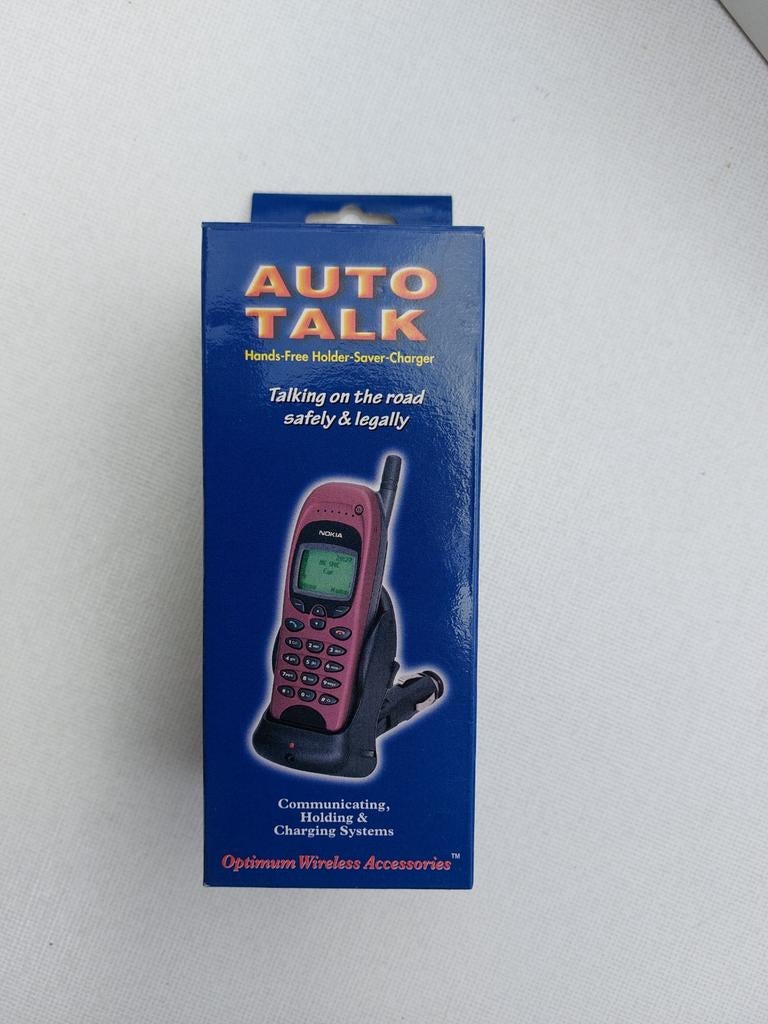 AUTO
TALK
Hands-Free Holder-Saver-Charger
Talking on the road
safely & legally
NOKIA
Communicating,
Holding &
Charging Systems
Optimum Wireless Accessories™